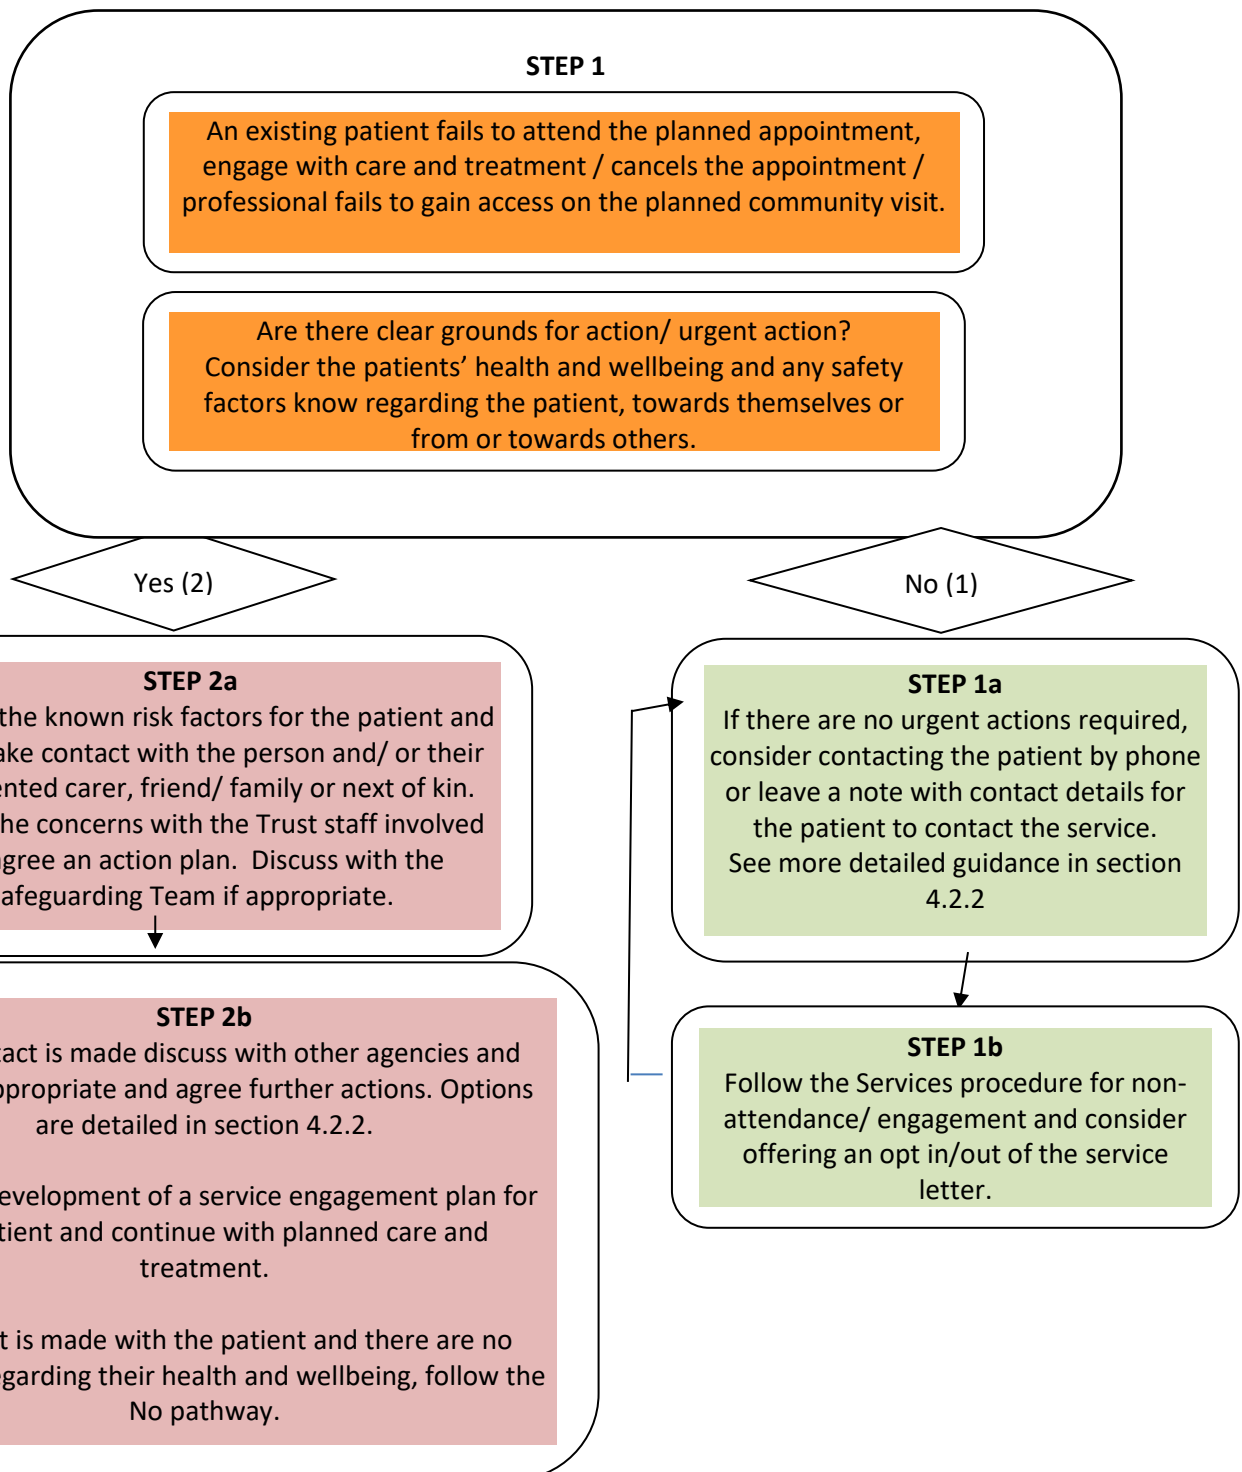 STEP 1
An existing patient fails to attend the planned appointment,
engage with care and treatment / cancels the appointment /
professional fails to gain access on the planned community visit.
Are there clear grounds for action/ urgent action?
Consider the patients’ health and wellbeing and any safety
factors know regarding the patient, towards themselves or
from or towards others.
Yes (2)
No (1)
STEP 2a
the known risk factors for the patient and
ake contact with the person and/ or their
ented carer, friend/ family or next of kin.
he concerns with the Trust staff involved
gree an action plan.  Discuss with the
afeguarding Team if appropriate.
STEP 1a
If there are no urgent actions required,
consider contacting the patient by phone
or leave a note with contact details for
the patient to contact the service.
See more detailed guidance in section
4.2.2
STEP 2b
tact is made discuss with other agencies and
ppropriate and agree further actions. Options
are detailed in section 4.2.2.
evelopment of a service engagement plan for
tient and continue with planned care and
treatment.
t is made with the patient and there are no
egarding their health and wellbeing, follow the
No pathway.
STEP 1b
Follow the Services procedure for non-
attendance/ engagement and consider
offering an opt in/out of the service
letter.